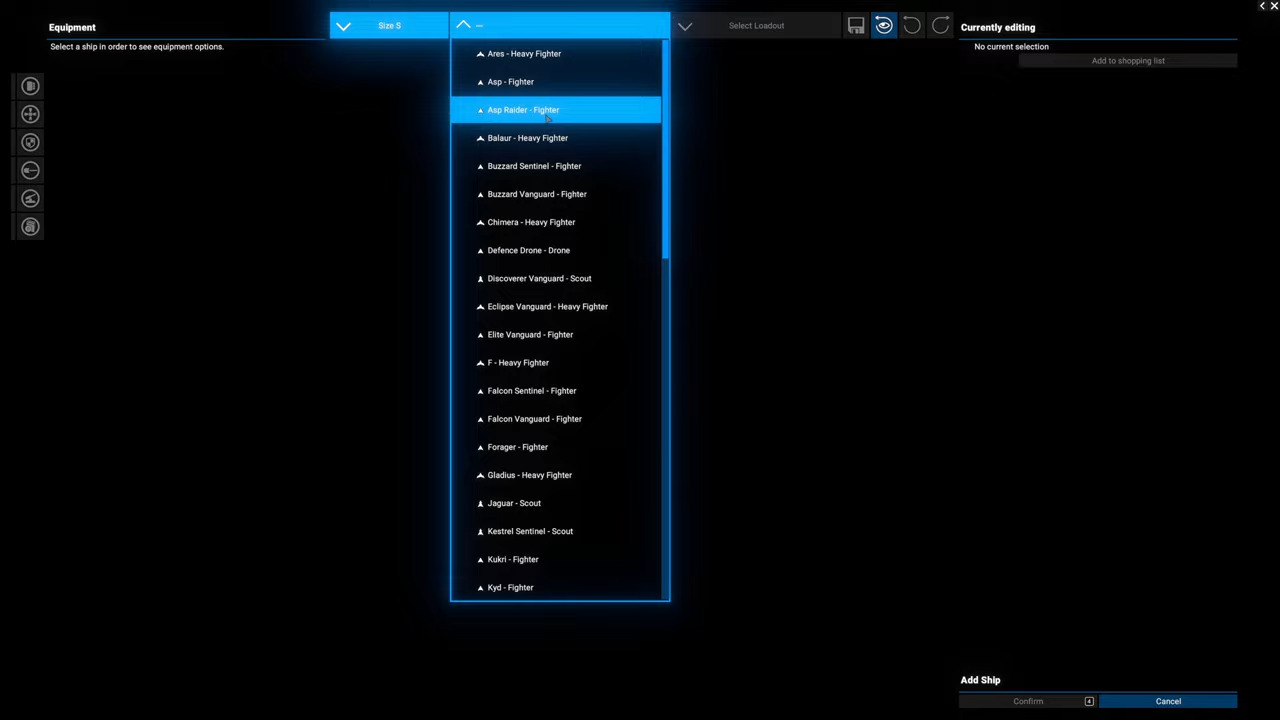 Equipment
Select a ship in order to see equipment options.
Size S
--
Select Loadout
Currently editing
No current selection
Add to shopping list
Ares - Heavy Fighter
Asp - Fighter
Asp Raider - Fighter
Balaur - Heavy Fighter
Buzzard Sentinel - Fighter
Buzzard Vanguard - Fighter
Chimera - Heavy Fighter
Defence Drone - Drone
Discoverer Vanguard - Scout
Eclipse Vanguard - Heavy Fighter
Elite Vanguard - Fighter
F - Heavy Fighter
Falcon Sentinel - Fighter
Falcon Vanguard - Fighter
Forager - Fighter
Gladius - Heavy Fighter
Jaguar - Scout
Kestrel Sentinel - Scout
Kukri - Fighter
Kyd - Fighter
Add Ship
Confirm 4
Cancel